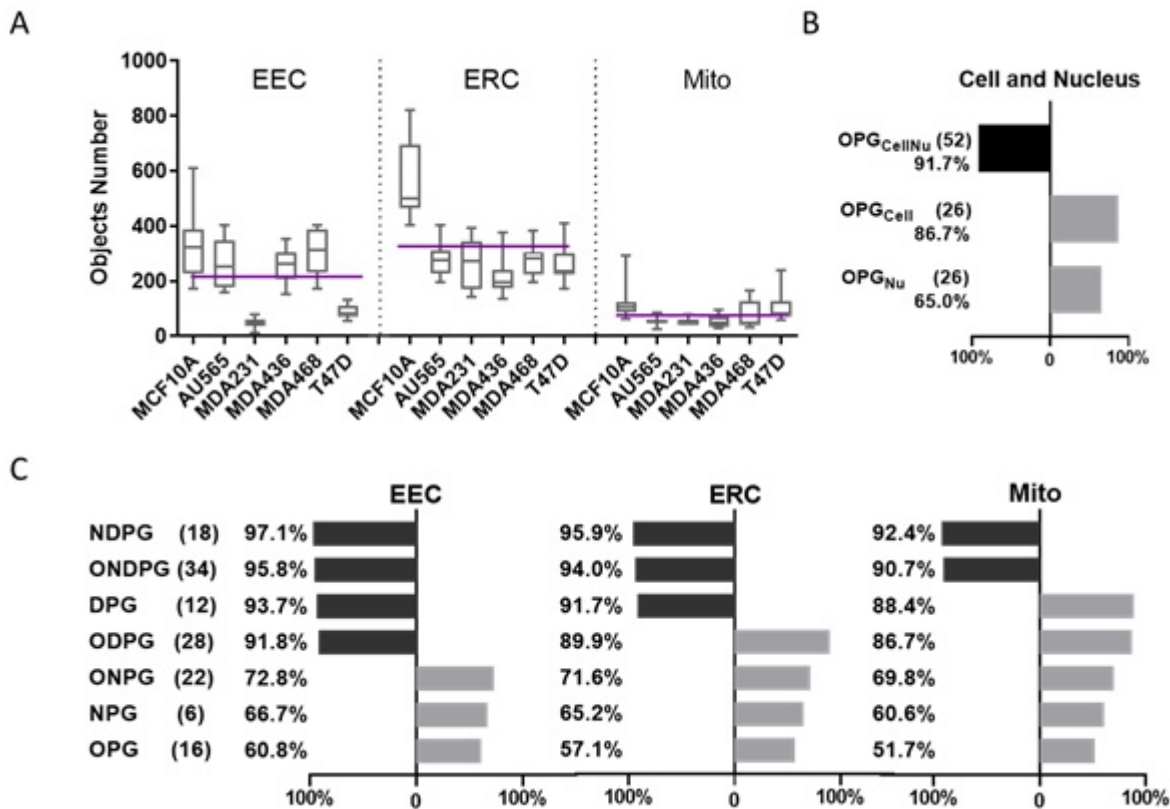 A
B
1000
800
600
400
200
0
Objects Number
EEC ERC Mito
MCF10A AU565 MDA231 MDA436 MDA468 T47D
MCF10A AU565 MDA231 MDA436 MDA468 T47D
MCF10A AU565 MDA231 MDA436 MDA468 T47D
Cell and Nucleus
OPGCellNu (52)
91.7%
OPGCell (26)
86.7%
OPGNu (26)
65.0%
100% 0 100%
C
EEC ERC Mito
NDPG (18) 97.1% 95.9% 92.4%
ONDPG (34) 95.8% 94.0% 90.7%
DPG (12) 93.7% 91.7% 88.4%
ODPG (28) 91.8% 89.9% 86.7%
ONPG (22) 72.8% 71.6% 69.8%
NPG (6) 66.7% 65.2% 60.6%
OPG (16) 60.8% 57.1% 51.7%
100% 0 100% 100% 0 100% 100% 0 100%